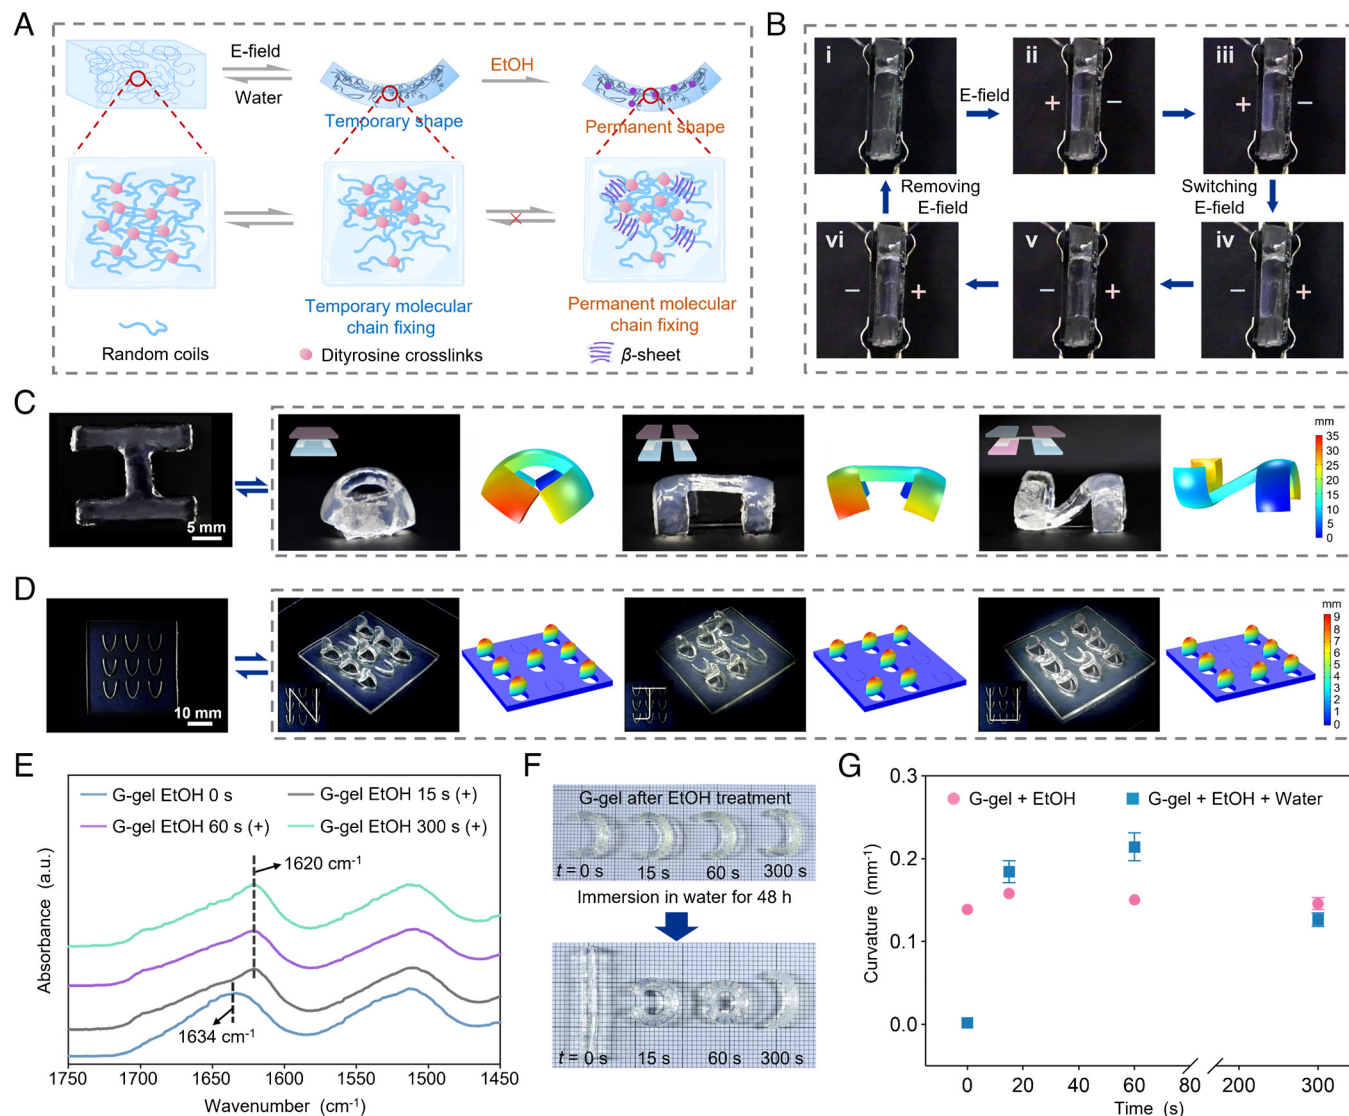 A
E-field
Water
EtOH
Temporary shape
Permanent shape
Temporary molecular
chain fixing
Permanent molecular
chain fixing
Random coils
Dityrosine crosslinks
β-sheet
B
i
ii
iii
E-field
+
−
+
−
Removing
E-field
Switching
E-field
vi
v
iv
−
+
−
+
−
+
C
5 mm
mm
35
30
25
20
15
10
5
0
D
10 mm
N
J
U
mm
9
8
7
6
5
4
3
2
1
0
E
G-gel EtOH 0 s
G-gel EtOH 15 s (+)
G-gel EtOH 60 s (+)
G-gel EtOH 300 s (+)
1620 cm⁻¹
1634 cm⁻¹
Absorbance (a.u.)
1750 1700 1650 1600 1550 1500 1450
Wavenumber (cm⁻¹)
F
G-gel after EtOH treatment
t = 0 s 15 s 60 s 300 s
Immersion in water for 48 h
t = 0 s 15 s 60 s 300 s
G
G-gel + EtOH
G-gel + EtOH + Water
Curvature (mm⁻¹)
0.3
0.2
0.1
0.0
0 20 40 60 80 200 300
Time (s)